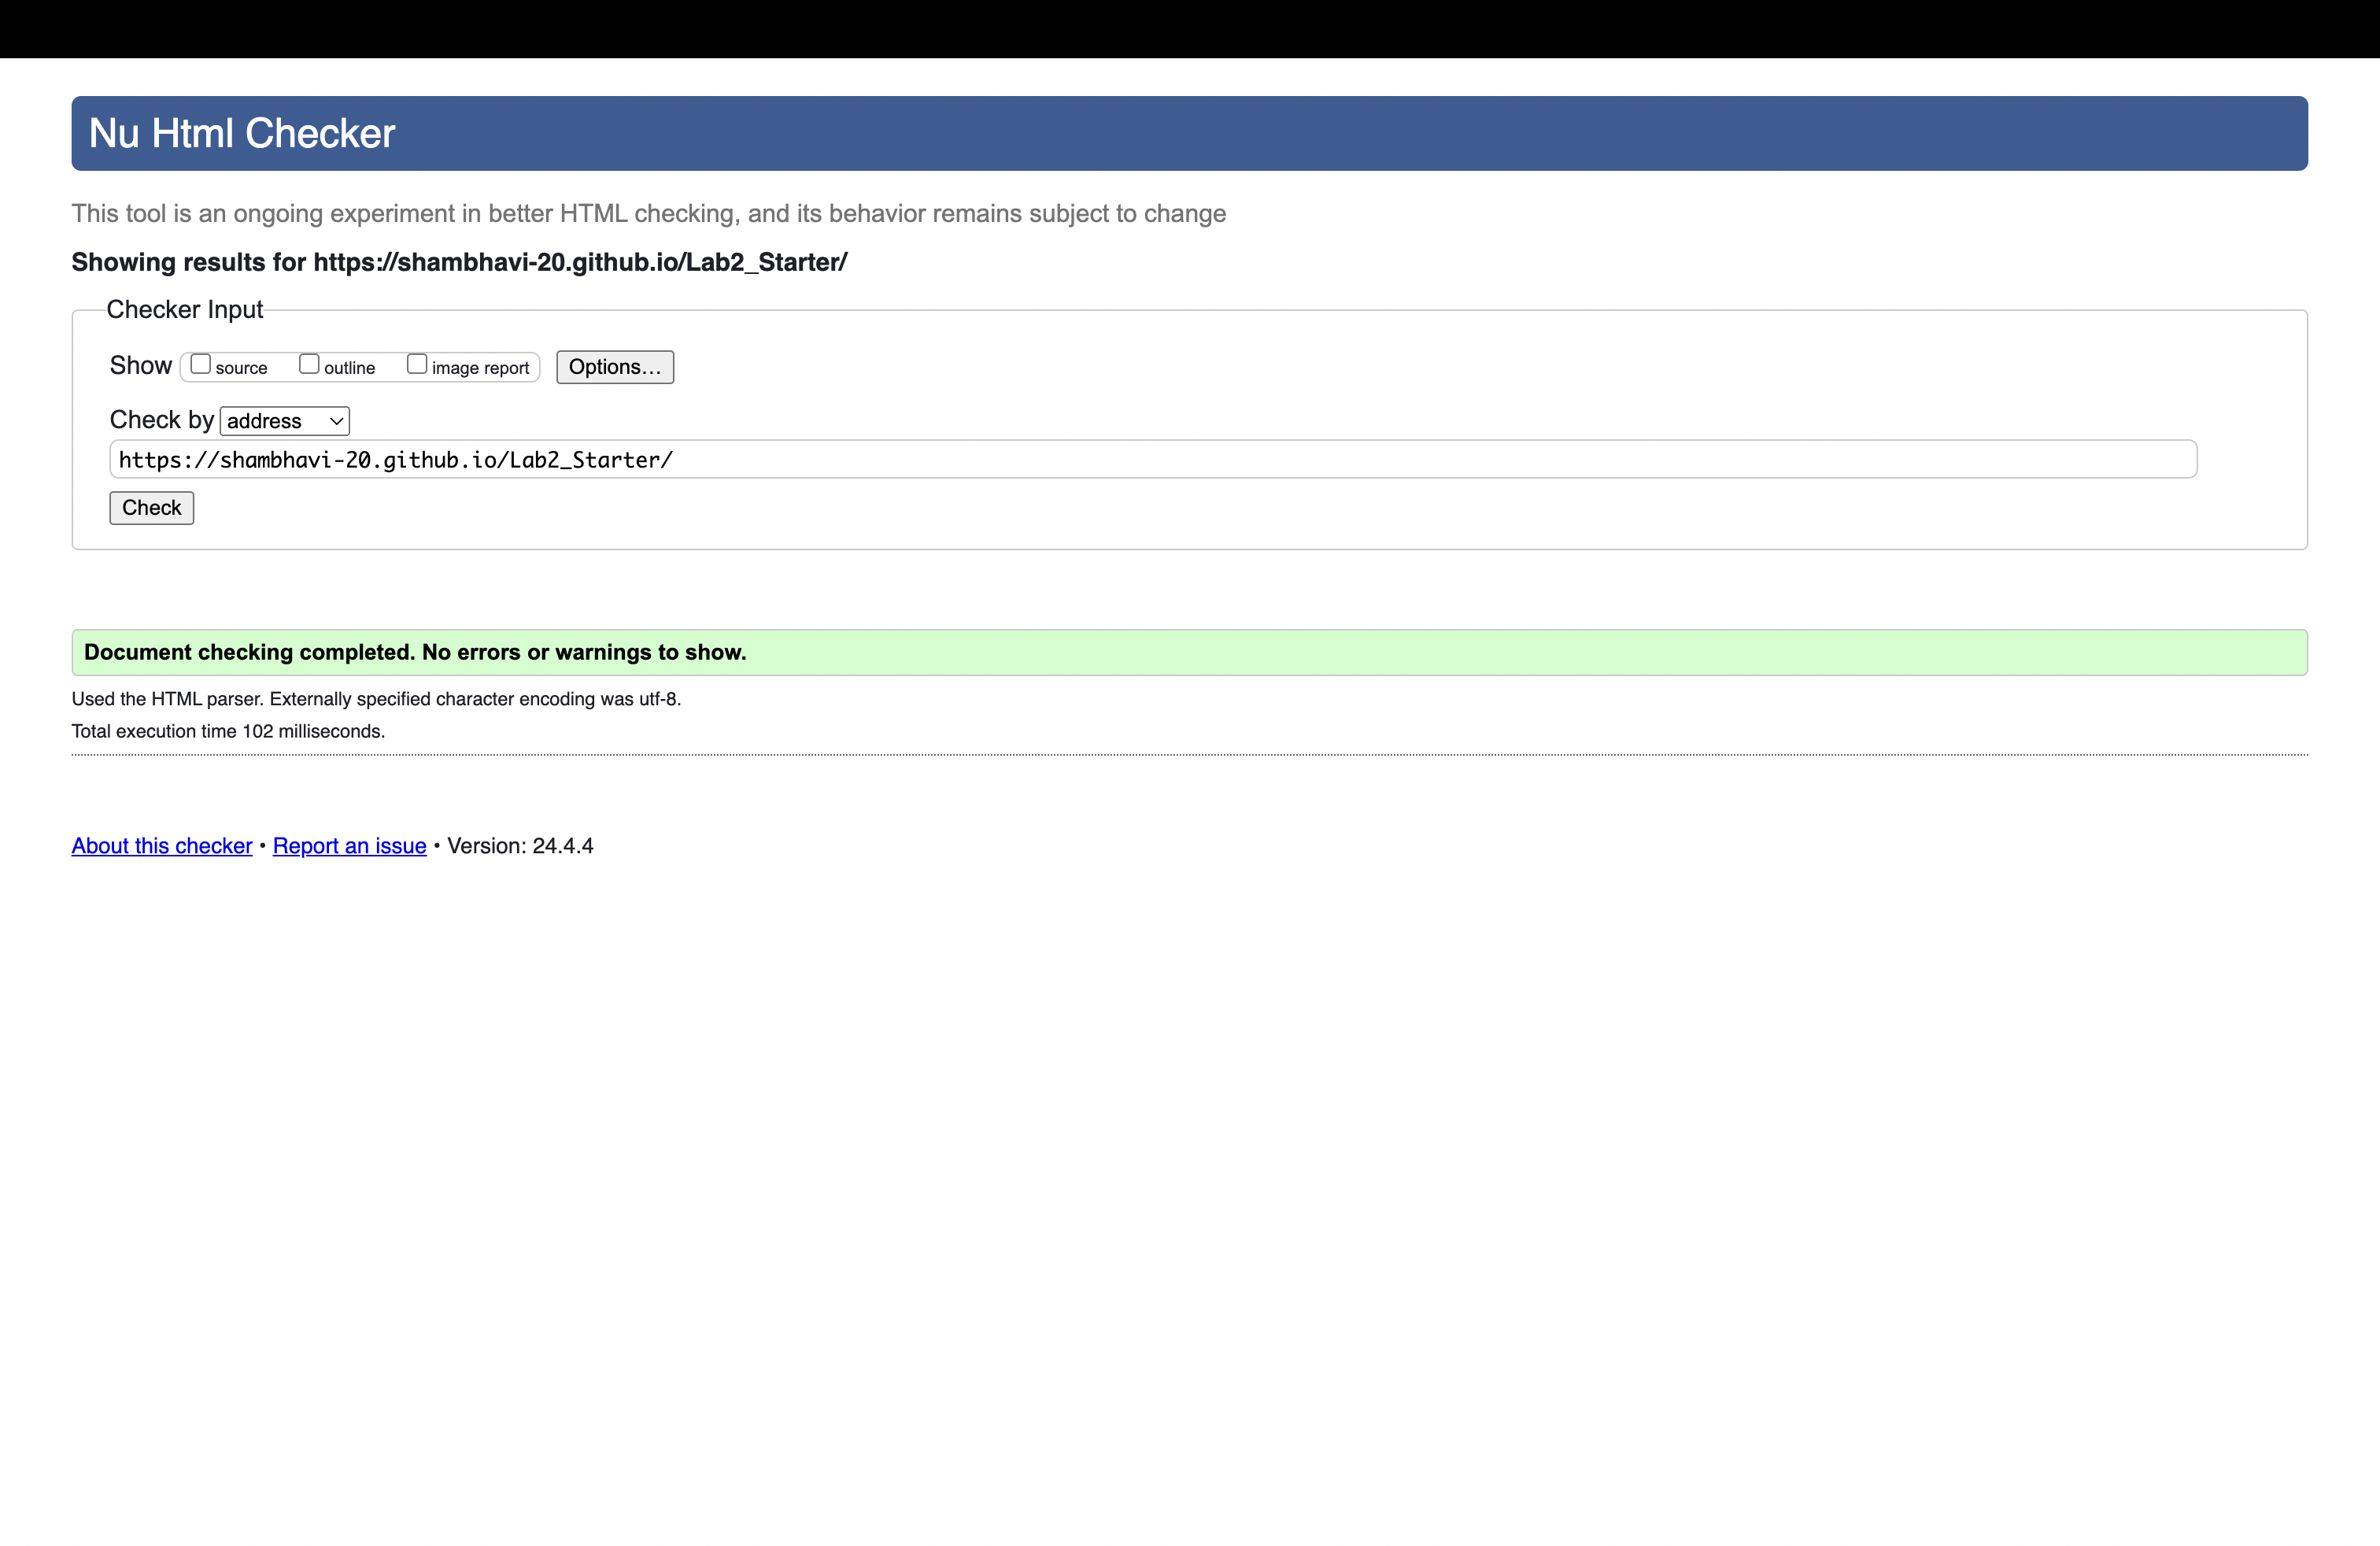 Nu Html Checker
This tool is an ongoing experiment in better HTML checking, and its behavior remains subject to change
Showing results for https://shambhavi-20.github.io/Lab2_Starter/
Checker Input
Show source outline image report Options...
Check by address
https://shambhavi-20.github.io/Lab2_Starter/
Check
Document checking completed. No errors or warnings to show.
Used the HTML parser. Externally specified character encoding was utf-8.
Total execution time 102 milliseconds.
About this checker • Report an issue • Version: 24.4.4